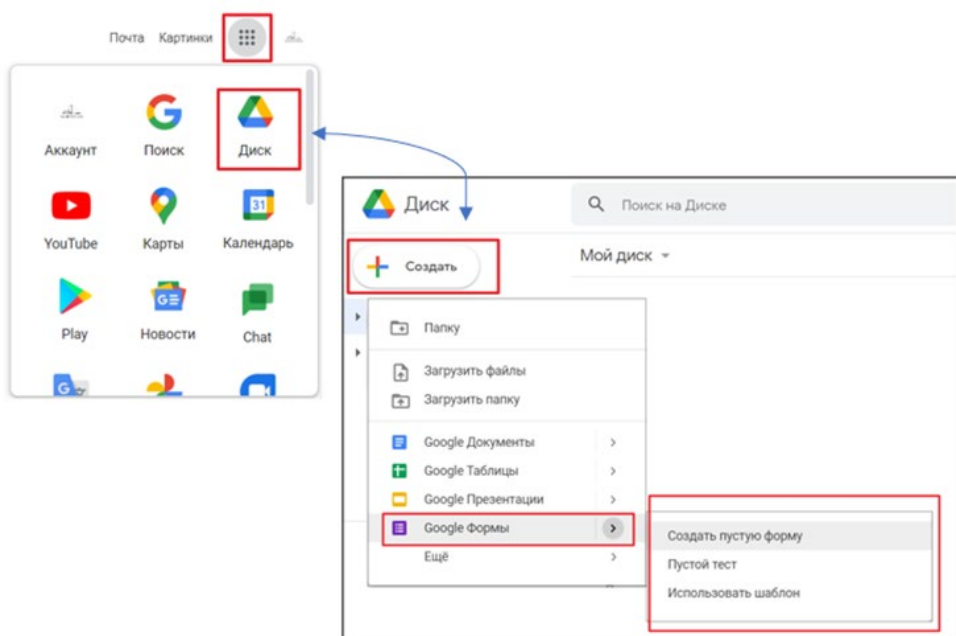 Почта Картинки
Аккаунт Поиск Диск
31
YouTube Карты Календарь
GE
Play Новости Chat
G
Диск
Поиск на Диске
Создать
Мой диск
Папку
Загрузить файлы
Загрузить папку
Google Документы
Google Таблицы
Google Презентации
Google Формы
Ещё
Создать пустую форму
Пустой тест
Использовать шаблон